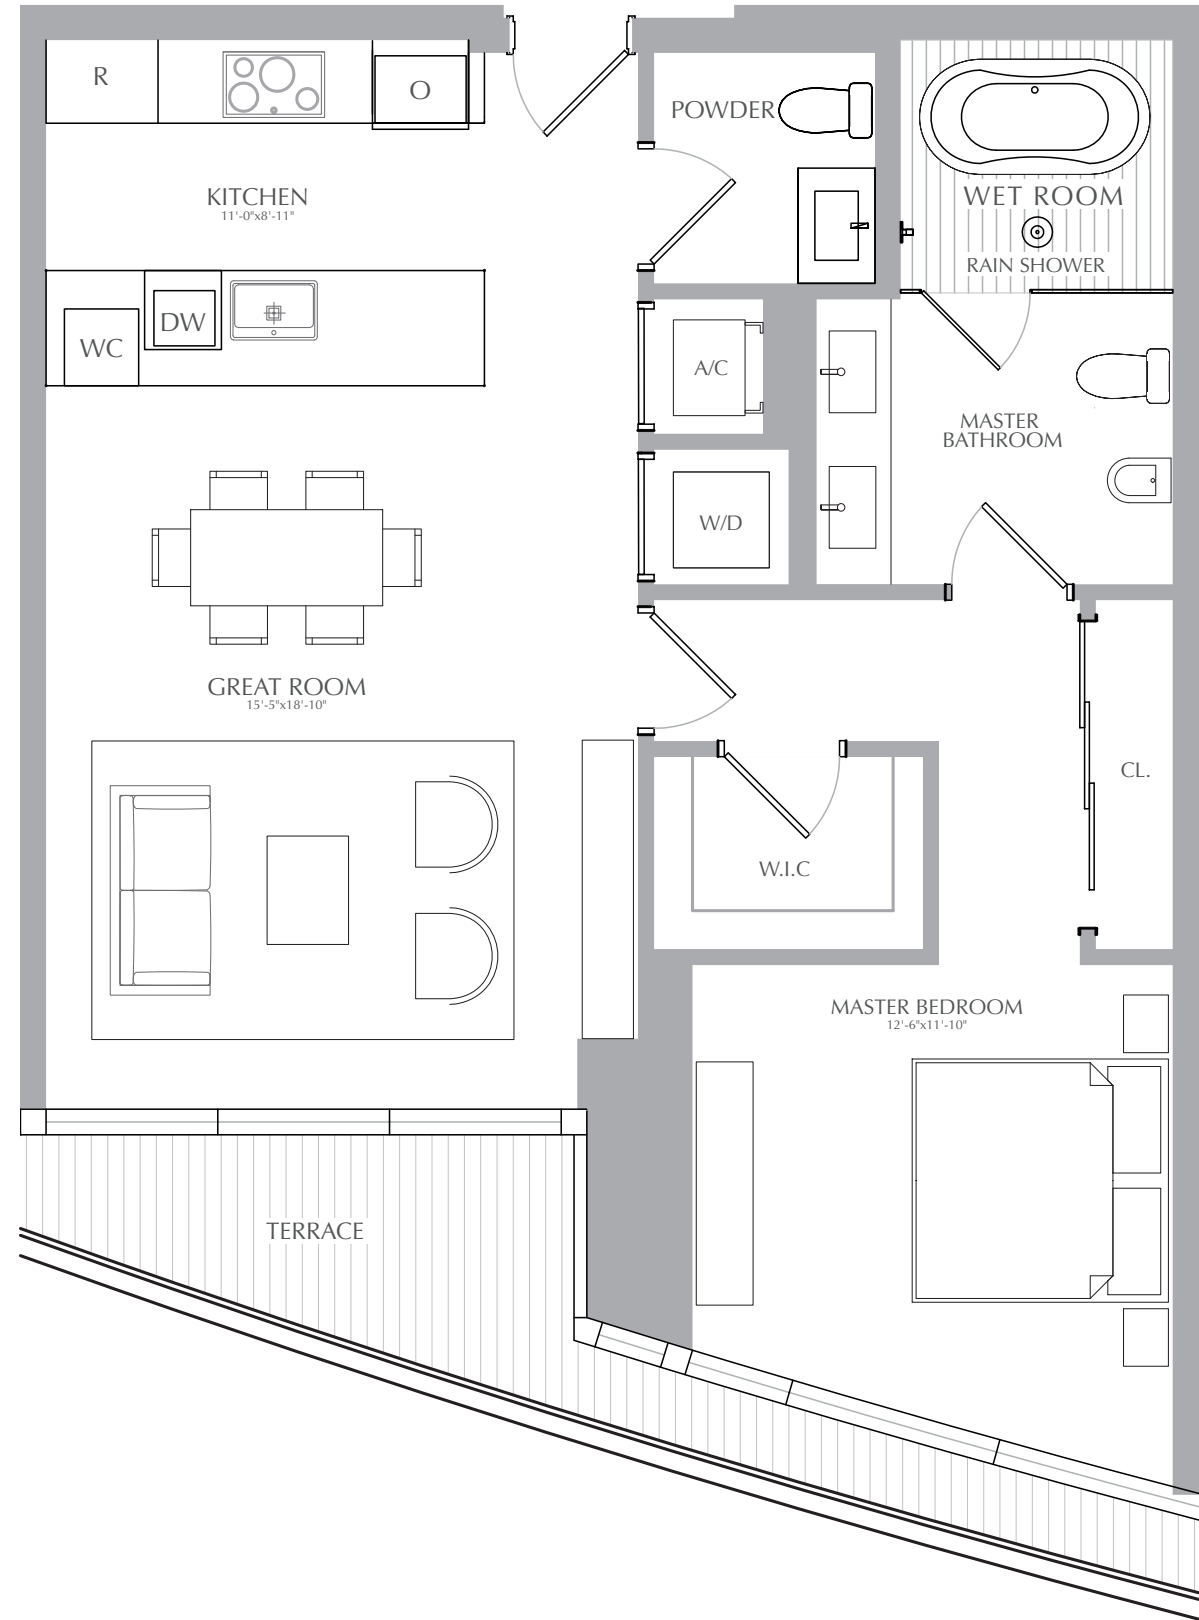 R
O
POWDER
KITCHEN
11'-0"x8'-11"
WET ROOM
RAIN SHOWER
DW
WC
A/C
MASTER
BATHROOM
W/D
GREAT ROOM
15'-5"x18'-10"
CL.
W.I.C
MASTER BEDROOM
12'-6"x11'-10"
TERRACE